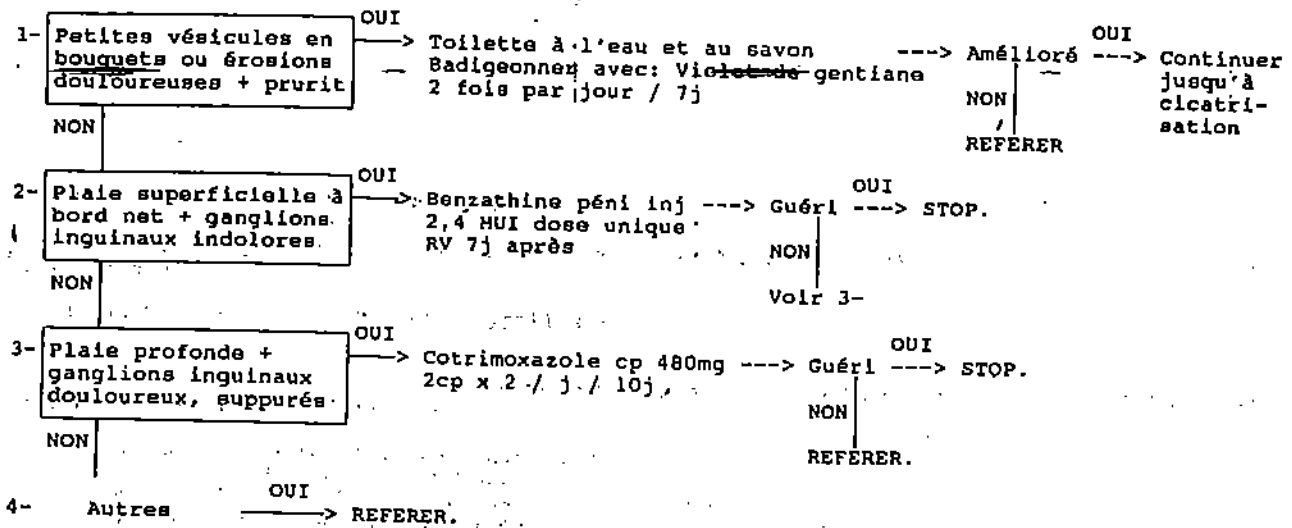 OUI
1- Petites vésicules en
bouquets ou érosions
douloureuses + prurit
Toilette à l'eau et au savon
Badigeonner avec: Violet de gentiane
2 fois par jour / 7j
---> Amélioré
OUI
---> Continuer
jusqu'à
cicatri-
sation
NON
REFERER
NON
2- Plaie superficielle à
bord net + ganglions
inguinaux indolores.
OUI
Benzathine péni inj ---> Guéri ---> STOP.
2,4 MUI dose unique
RV 7j après
OUI
NON
Voir 3-
NON
3- Plaie profonde +
ganglions inguinaux
douloureux, suppurés
OUI
Cotrimoxazole cp 480mg ---> Guéri ---> STOP.
2cp x 2 / j / 10j
OUI
NON
REFERER.
NON
4- Autres
OUI
REFERER.